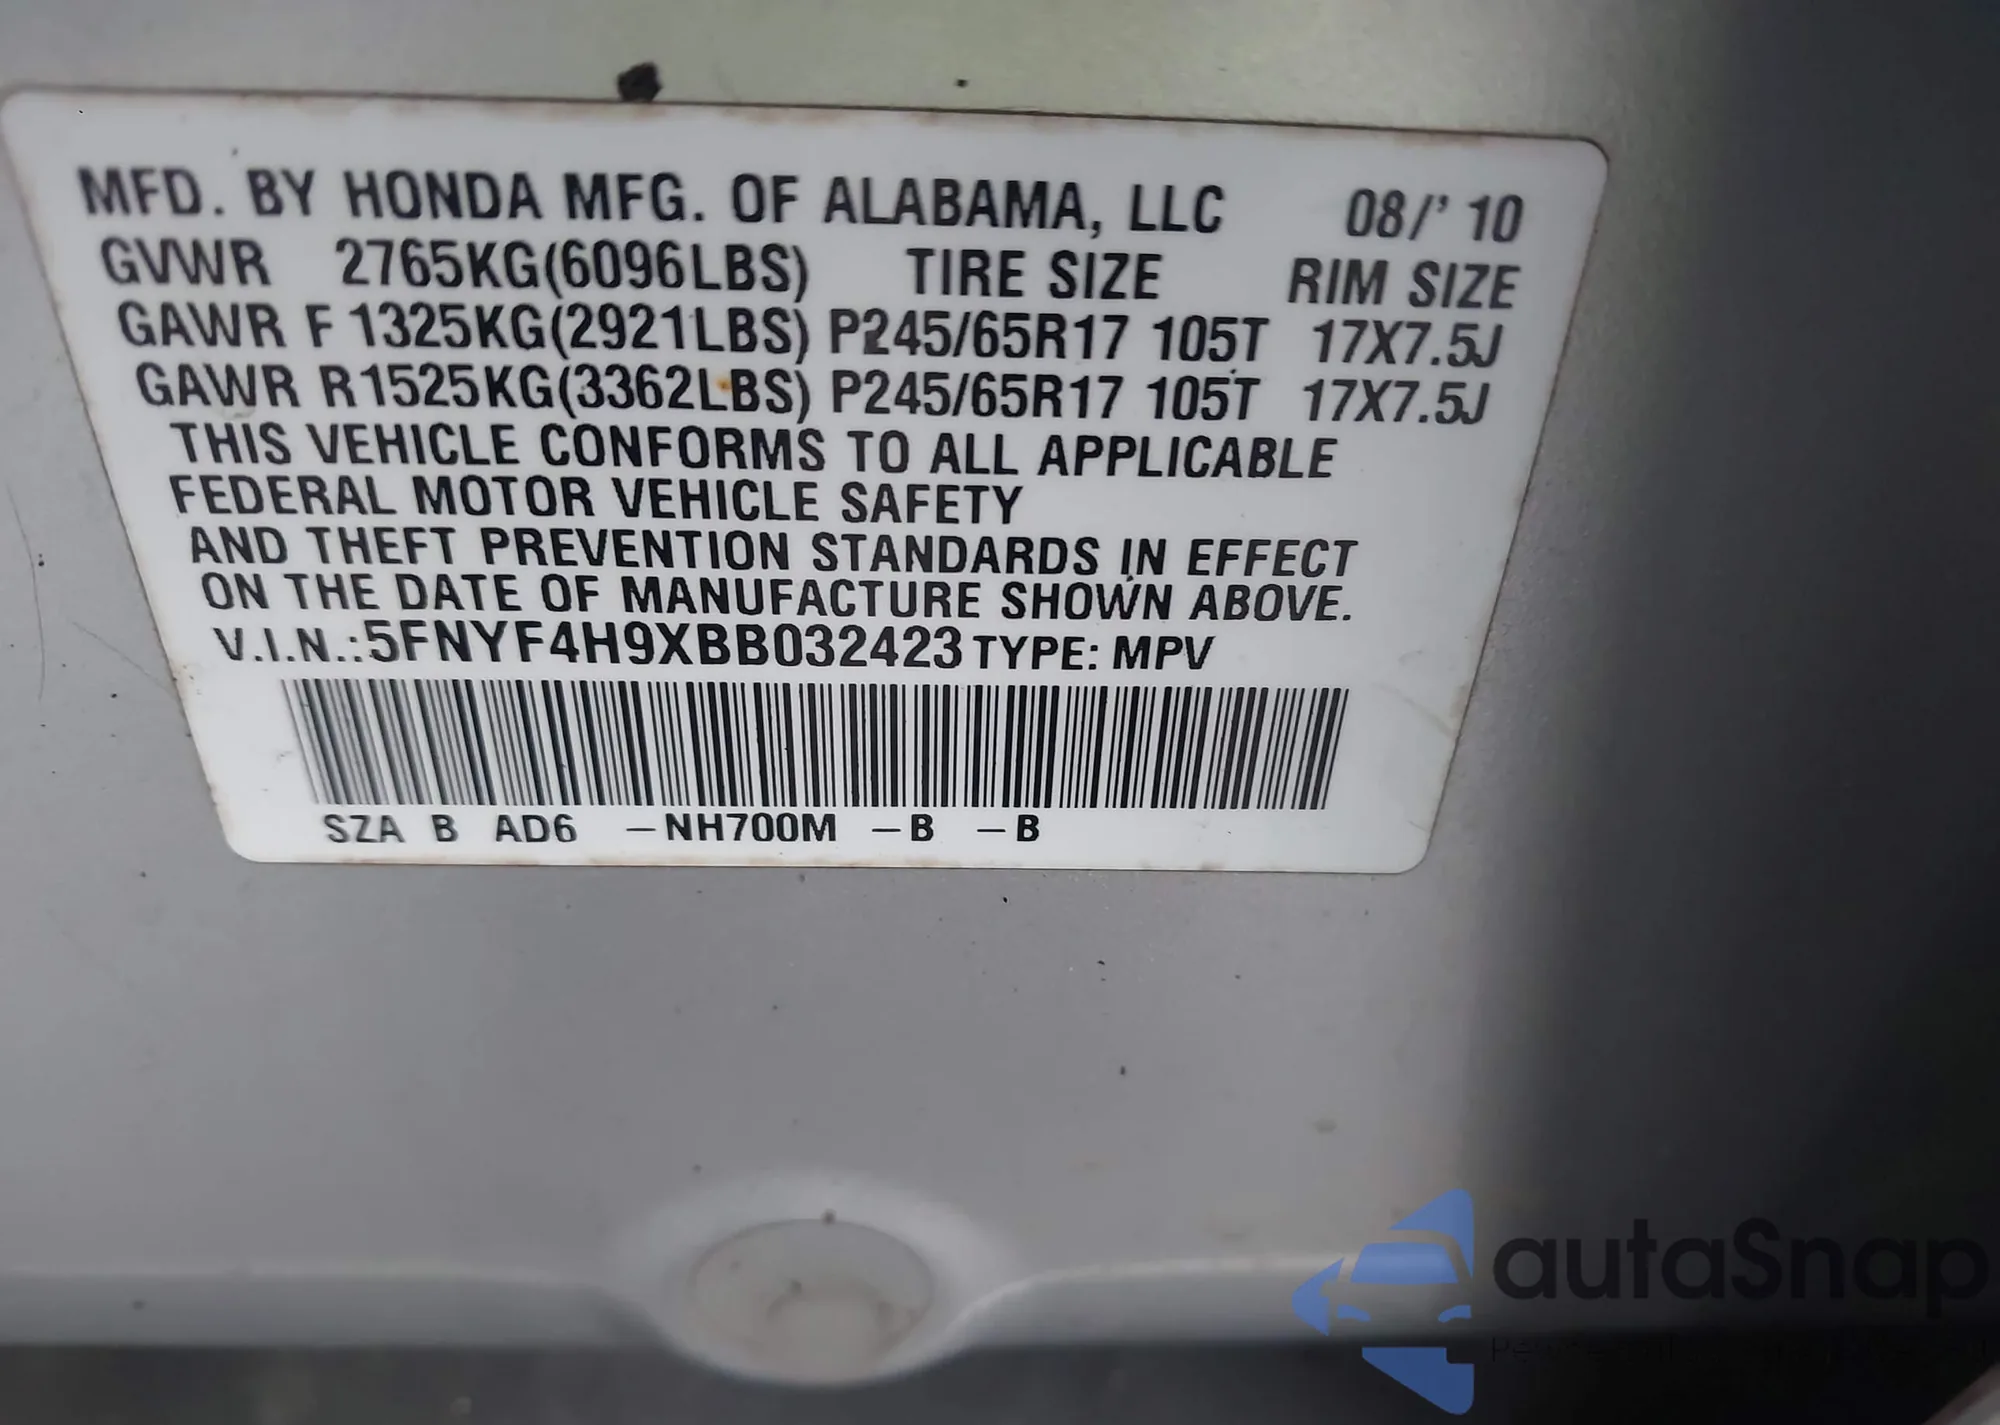 MFD. BY HONDA MFG. OF ALABAMA, LLC 08/' 10
GVWR 2765KG(6096LBS) TIRE SIZE RIM SIZE
GAWR F 1325KG(2921LBS) P245/65R17 105T 17X7.5J
GAWR R 1525KG(3362LBS) P245/65R17 105T 17X7.5J
THIS VEHICLE CONFORMS TO ALL APPLICABLE
FEDERAL MOTOR VEHICLE SAFETY
AND THEFT PREVENTION STANDARDS IN EFFECT
ON THE DATE OF MANUFACTURE SHOWN ABOVE.
V.I.N.:5FNYF4H9XBB032423 TYPE: MPV
SZA B AD6 -NH700M -B -B
autaSnap